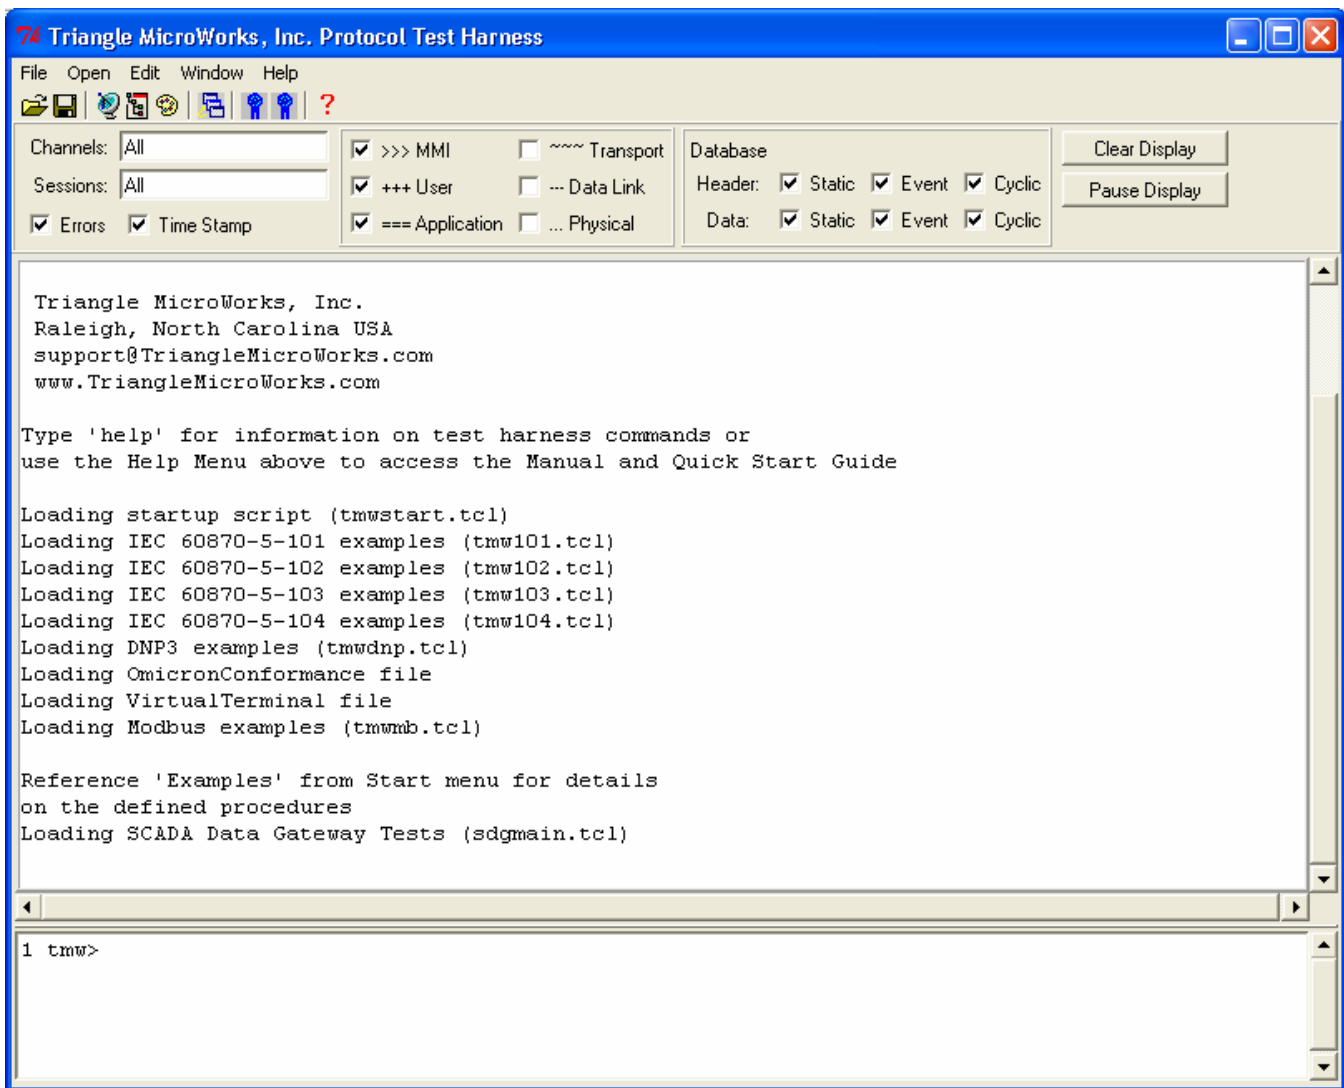 Triangle MicroWorks, Inc. Protocol Test Harness
File Open Edit Window Help
?
Channels: All
Sessions: All
Errors Time Stamp
>>> MMI ~~~ Transport
+++ User --- Data Link
=== Application ... Physical
Database
Header: Static Event Cyclic
Data: Static Event Cyclic
Clear Display
Pause Display
Triangle MicroWorks, Inc.
Raleigh, North Carolina USA
support@TriangleMicroWorks.com
www.TriangleMicroWorks.com
Type 'help' for information on test harness commands or
use the Help Menu above to access the Manual and Quick Start Guide
Loading startup script (tmwstart.tcl)
Loading IEC 60870-5-101 examples (tmw101.tcl)
Loading IEC 60870-5-102 examples (tmw102.tcl)
Loading IEC 60870-5-103 examples (tmw103.tcl)
Loading IEC 60870-5-104 examples (tmw104.tcl)
Loading DNP3 examples (tmwdnp.tcl)
Loading OmicronConformance file
Loading VirtualTerminal file
Loading Modbus examples (tmwmb.tcl)
Reference 'Examples' from Start menu for details
on the defined procedures
Loading SCADA Data Gateway Tests (sdgmain.tcl)
1 tmw>